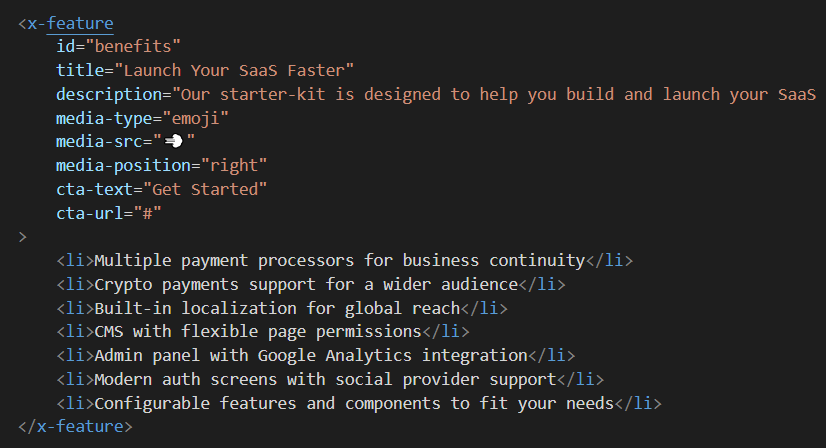 <x-feature
id="benefits"
title="Launch Your SaaS Faster"
description="Our starter-kit is designed to help you build and launch your SaaS
media-type="emoji"
media-src="💨"
media-position="right"
cta-text="Get Started"
cta-url="#"
>
<li>Multiple payment processors for business continuity</li>
<li>Crypto payments support for a wider audience</li>
<li>Built-in localization for global reach</li>
<li>CMS with flexible page permissions</li>
<li>Admin panel with Google Analytics integration</li>
<li>Modern auth screens with social provider support</li>
<li>Configurable features and components to fit your needs</li>
</x-feature>